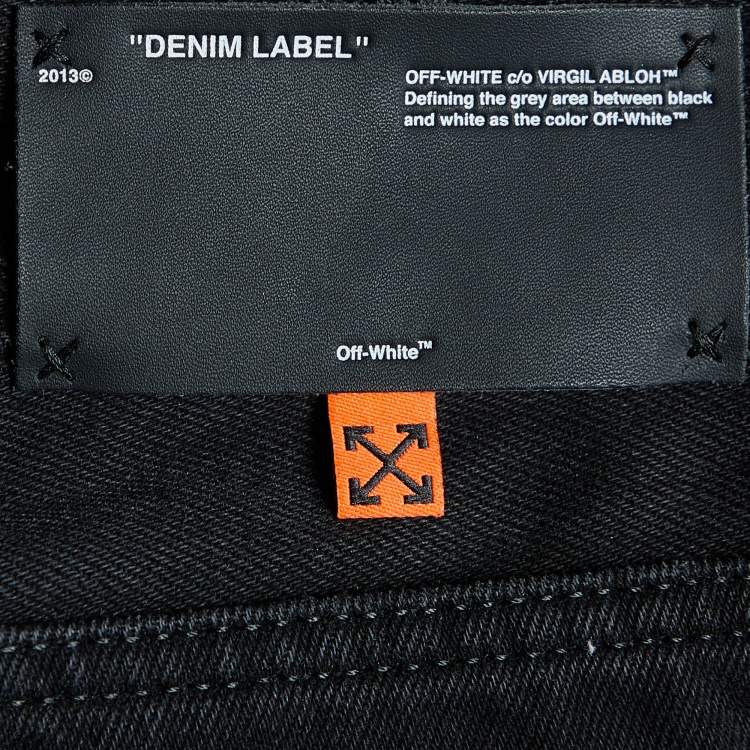 "DENIM LABEL"
2013©
OFF-WHITE c/o VIRGIL ABLOH™
Defining the grey area between black
and white as the color Off-White™
Off-White™